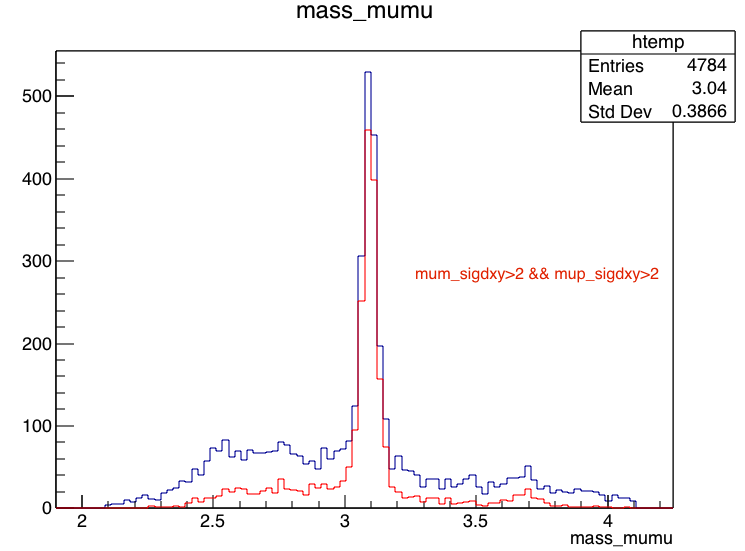 mass_mumu
htemp
Entries 4784
Mean 3.04
Std Dev 0.3866
500
400
300
mum_sigdxy>2 && mup_sigdxy>2
200
100
0
2 2.5 3 3.5 4
mass_mumu